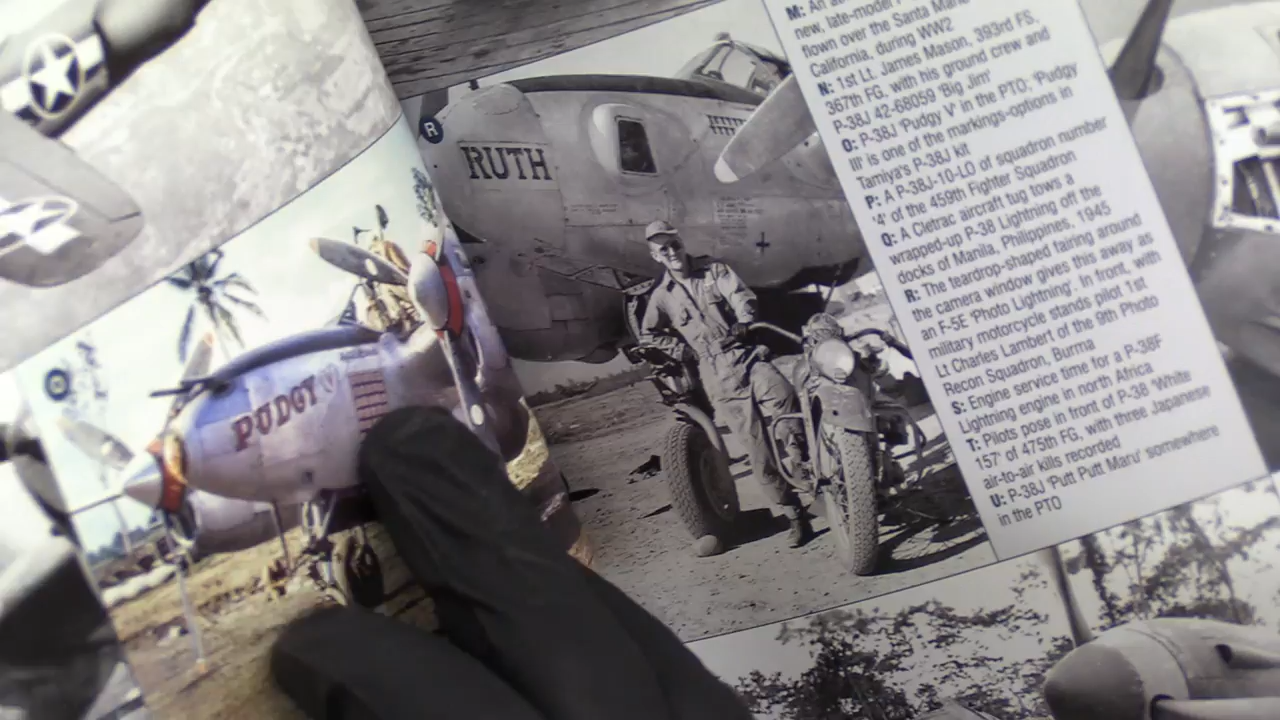 M: An
new, late-model
flown over the Santa
California, during WW2
N: 1st Lt. James Mason, 393rd FS,
367th FG, with his ground crew and
P-38J 42-68059 'Big Jim'
O: P-38J 'Pudgy V' in the PTO; 'Pudgy
III' is one of the markings-options in
Tamiya's P-38J kit
P: A P-38J-10-LO of squadron number
'4' of the 459th Fighter Squadron
Q: A Cletrac aircraft tug tows a
wrapped-up P-38 Lightning off the
docks of Manila, Philippines, 1945
R: The teardrop-shaped fairing around
the camera window gives this away as
an F-5E 'Photo Lightning'. In front, with
military motorcycle stands pilot 1st
Lt Charles Lambert of the 9th Photo
Recon Squadron, Burma
S: Engine service time for a P-38F
Lightning engine in north Africa
T: Pilots pose in front of P-38 'White
157' of 475th FG, with three Japanese
air-to-air kills recorded
U: P-38J 'Putt Putt Maru' somewhere
in the PTO
R
RUTH
PUDGY